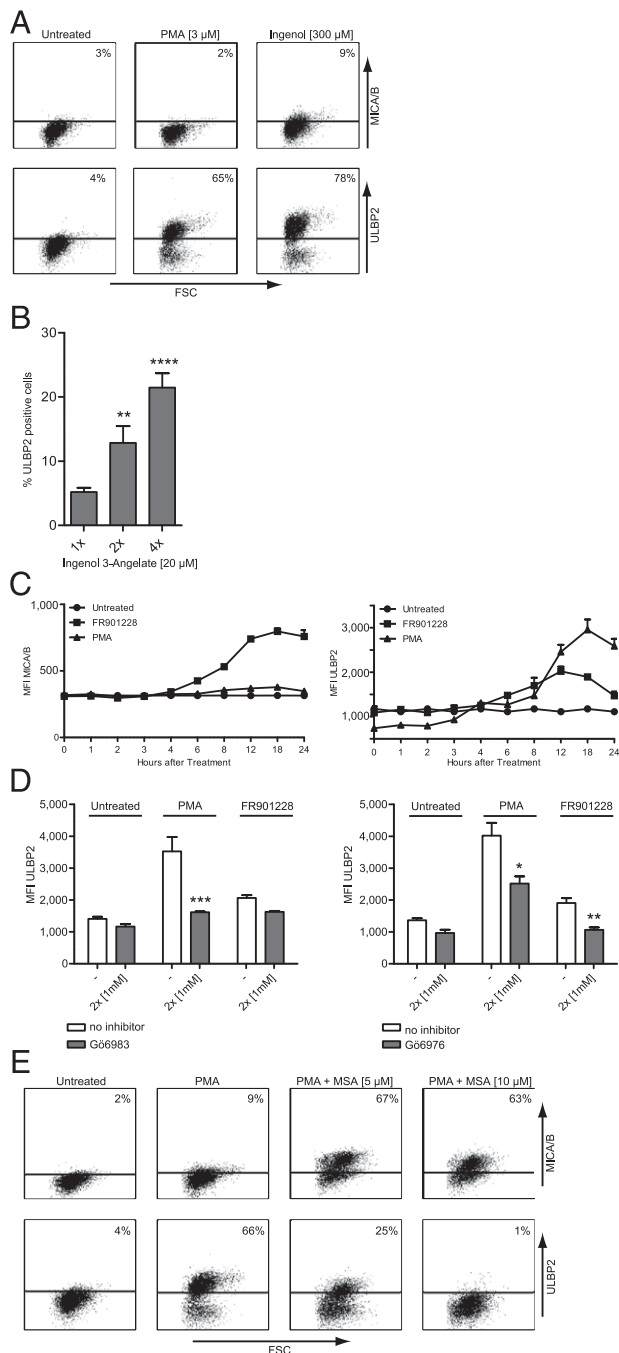 A
Untreated PMA [3 µM] Ingenol [300 µM]
3% 2% 9%
MICA/B
4% 65% 78%
ULBP2
FSC
B
30
20
10
0
% ULBP2 positive cells
** ****
1x 2x 4x
Ingenol 3-Angelate [20 µM]
C
Untreated
FR901228
PMA
1,000
500
0
MFI MICA/B
0 1 2 3 4 6 8 12 18 24
Hours after Treatment
Untreated
FR901228
PMA
3,000
2,000
1,000
MFI ULBP2
0 1 2 3 4 6 8 12 18 24
Hours after Treatment
D
Untreated PMA FR901228
5,000
4,000
3,000
2,000
1,000
0
MFI ULBP2
***
- 2x [1mM] - 2x [1mM] - 2x [1mM]
no inhibitor
Gö6983
Untreated PMA FR901228
5,000
4,000
3,000
2,000
1,000
0
MFI ULBP2
* **
- 2x [1mM] - 2x [1mM] - 2x [1mM]
no inhibitor
Gö6976
E
Untreated PMA PMA + MSA [5 µM] PMA + MSA [10 µM]
2% 9% 67% 63%
MICA/B
4% 66% 25% 1%
ULBP2
FSC